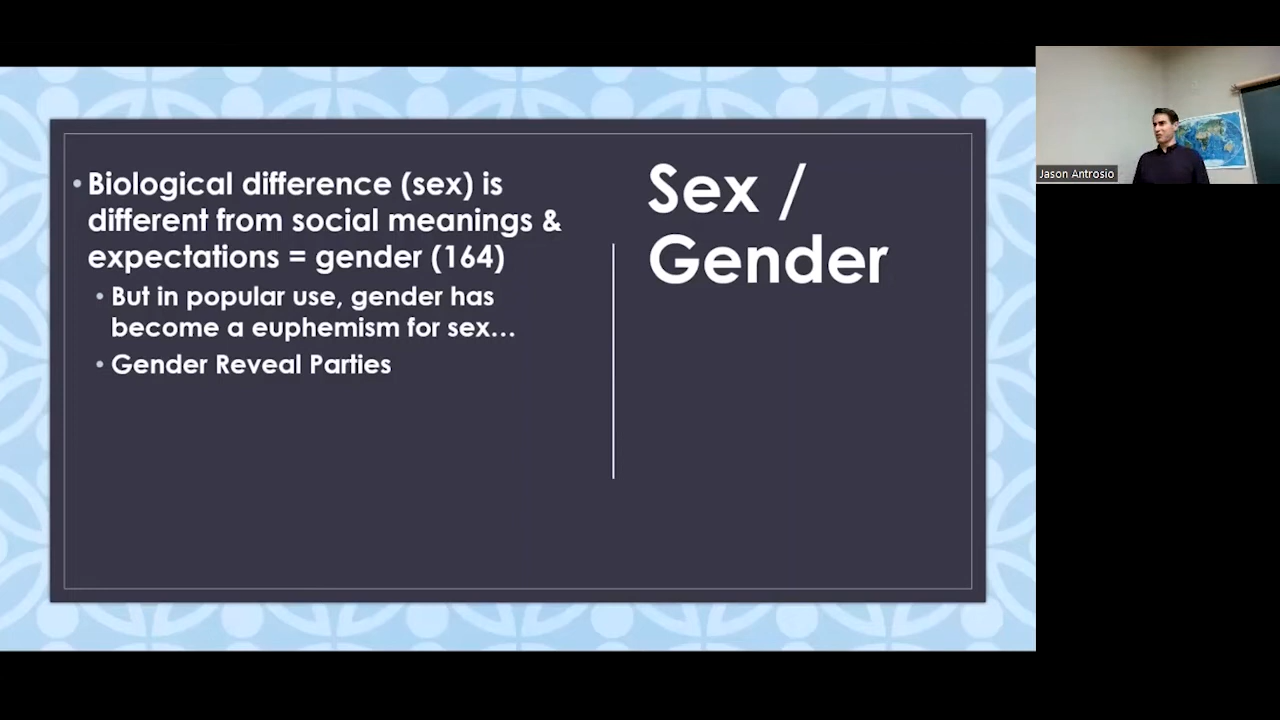 • Biological difference (sex) is
different from social meanings &
expectations = gender (164)
• But in popular use, gender has
become a euphemism for sex…
• Gender Reveal Parties
Sex /
Gender
Jason Antrosio